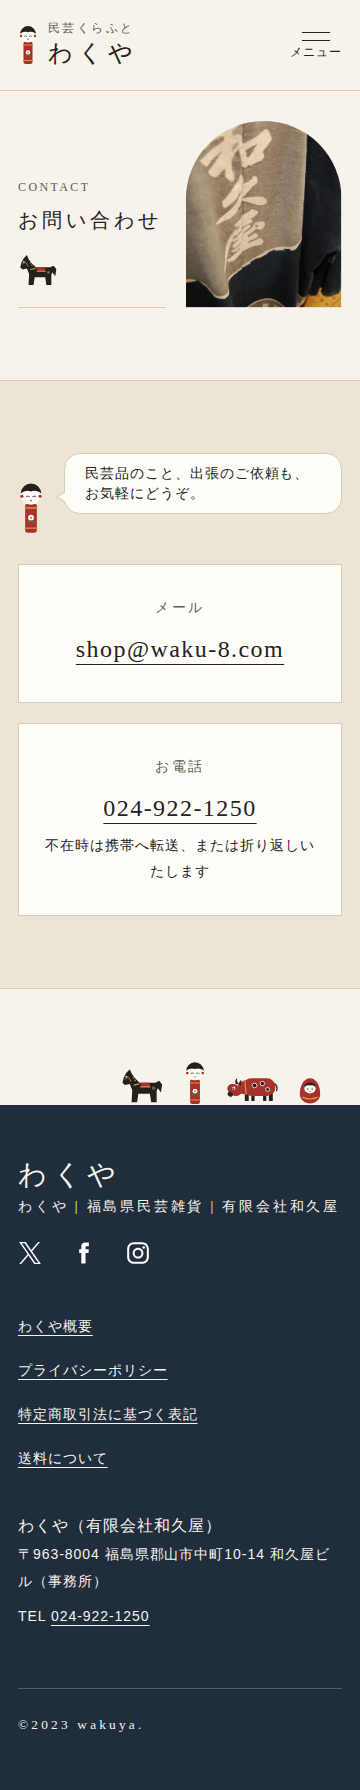 民芸くらふと
わくや
メニュー
CONTACT
お問い合わせ
和久屋
民芸品のこと、出張のご依頼も、
お気軽にどうぞ。
メール
shop@waku-8.com
お電話
024-922-1250
不在時は携帯へ転送、または折り返しい
たします
わくや
わくや | 福島県民芸雑貨 | 有限会社和久屋
わくや概要
プライバシーポリシー
特定商取引法に基づく表記
送料について
わくや（有限会社和久屋）
〒963-8004 福島県郡山市中町10-14 和久屋ビ
ル（事務所）
TEL 024-922-1250
©2023 wakuya.